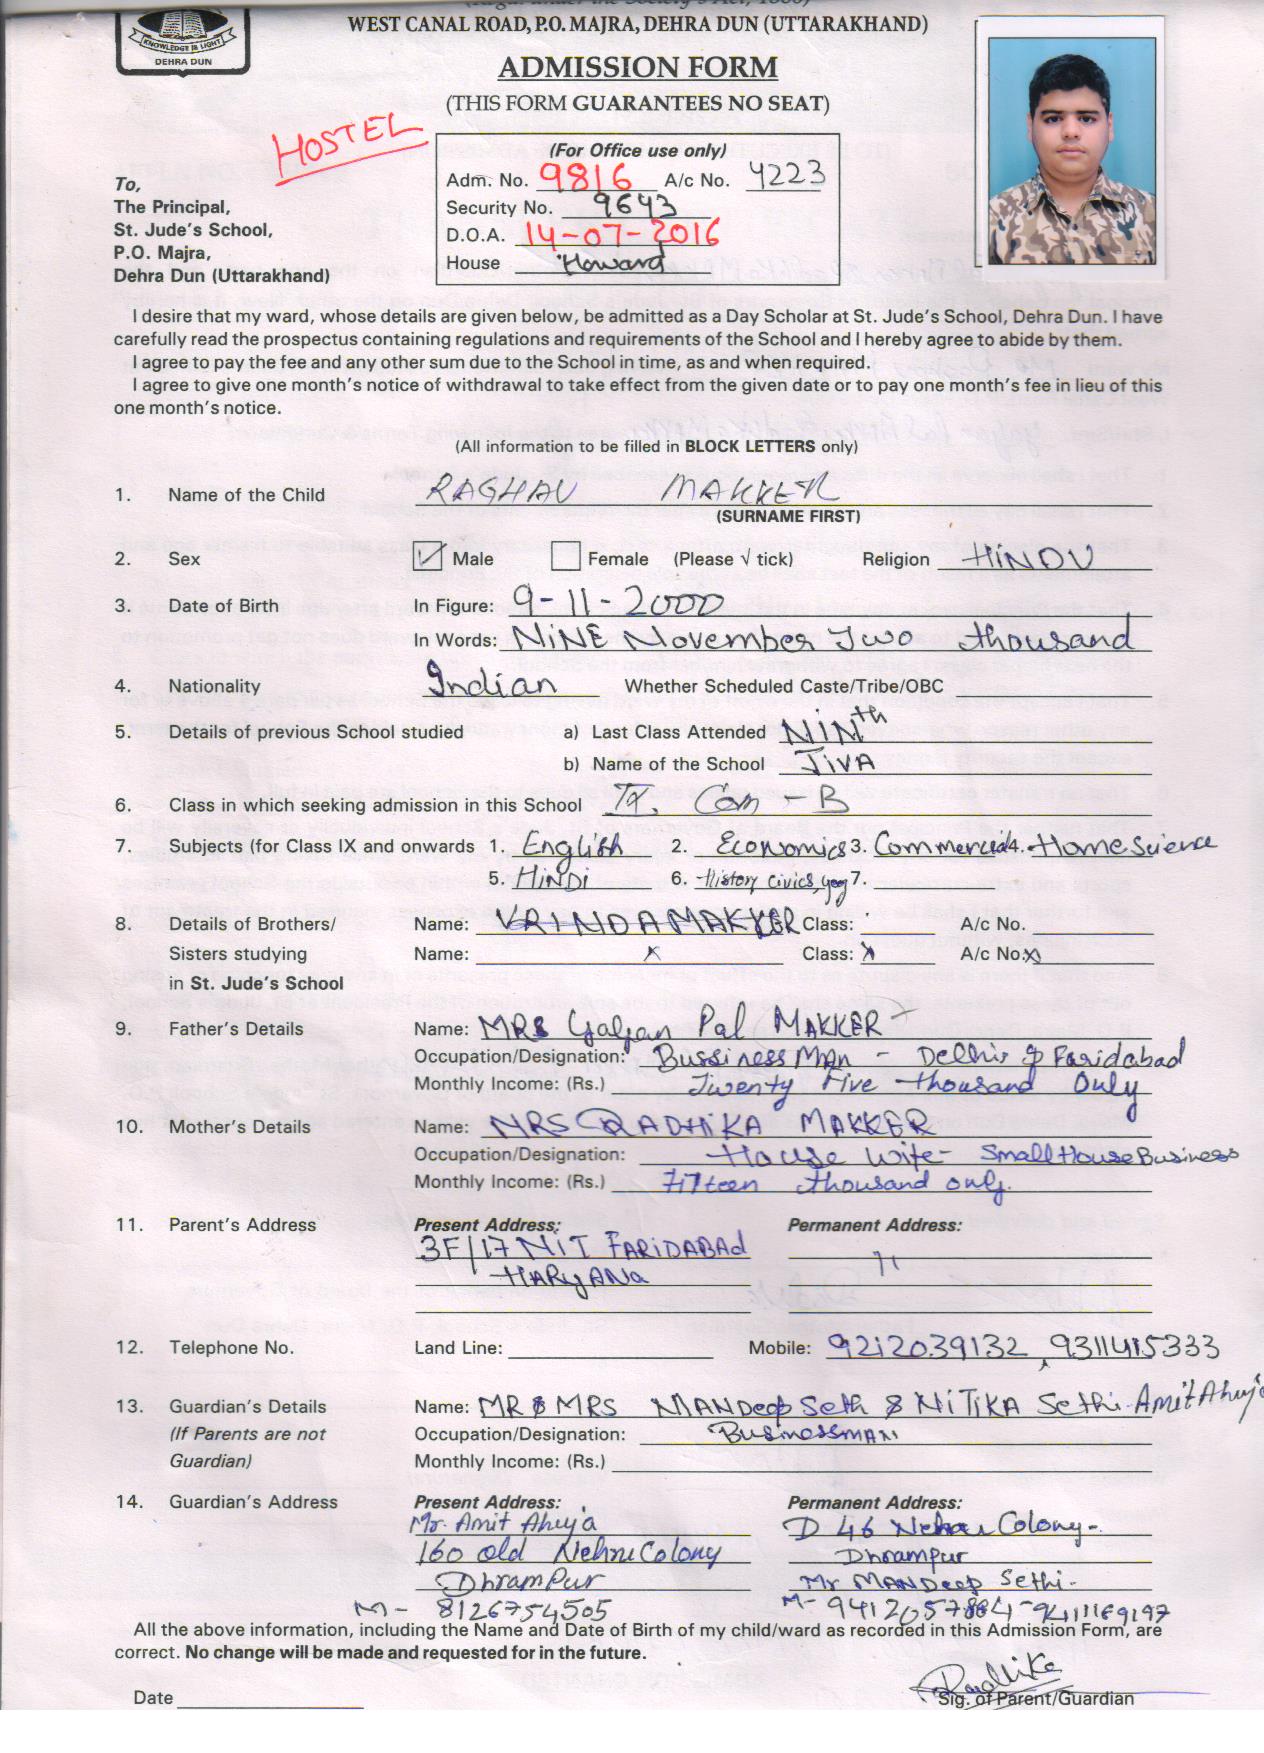 WEST CANAL ROAD, P.O. MAJRA, DEHRA DUN (UTTARAKHAND)
KNOWLEDGE IS LIGHT
DEHRA DUN
ADMISSION FORM
(THIS FORM GUARANTEES NO SEAT)
HOSTEL
(For Office use only)
Adm. No. 9816 A/c No. 4223
Security No. 9643
D.O.A. 14-07-2016
House Howard
To,
The Principal,
St. Jude's School,
P.O. Majra,
Dehra Dun (Uttarakhand)
I desire that my ward, whose details are given below, be admitted as a Day Scholar at St. Jude's School, Dehra Dun. I have
carefully read the prospectus containing regulations and requirements of the School and I hereby agree to abide by them.
I agree to pay the fee and any other sum due to the School in time, as and when required.
I agree to give one month's notice of withdrawal to take effect from the given date or to pay one month's fee in lieu of this
one month's notice.
(All information to be filled in BLOCK LETTERS only)
1. Name of the Child RAGHAV MAKKER
(SURNAME FIRST)
2. Sex Male Female (Please √ tick) Religion HINDU
3. Date of Birth In Figure: 9-11-2000
In Words: NINE November Two thousand
4. Nationality Indian Whether Scheduled Caste/Tribe/OBC
5. Details of previous School studied a) Last Class Attended NINth
b) Name of the School JIVA
6. Class in which seeking admission in this School Com - B
7. Subjects (for Class IX and onwards 1. English 2. Economics 3. Commercial 4. Home Science
5. HINDI 6. History civics, 7.
8. Details of Brothers/ Name: VRINDA MAKKER Class: A/c No.
Sisters studying Name: x Class: x A/c No. x
in St. Jude's School
9. Father's Details Name: Pal MAKKER
Occupation/Designation: Bussiness Man - Delhi & Faridabad
Monthly Income: (Rs.) Twenty Five thousand Only
10. Mother's Details Name: MRS RADHIKA MAKKER
Occupation/Designation: House wife - Small House Business
Monthly Income: (Rs.) Fifteen thousand only.
11. Parent's Address Present Address: Permanent Address:
3F/17 NIT FARIDABAd
HARYANa
12. Telephone No. Land Line: Mobile: 9212039132, 9311415333
13. Guardian's Details Name: MR & MRS MANDeep Seth & NITIKA Sethi Amit Ahuja
(If Parents are not Occupation/Designation: BusinessMAN
Guardian) Monthly Income: (Rs.)
14. Guardian's Address Present Address: Permanent Address:
Mr. Amit Ahuja D 46 Nehru Colony -
160 old Nehru Colony Dhrampur
DhramPur Mr MANDeep Sethi -
M- 8126754505 M- 9412057884 - 9411169197
All the above information, including the Name and Date of Birth of my child/ward as recorded in this Admission Form, are
correct. No change will be made and requested for in the future.
Radhika
Date Sig. of Parent/Guardian